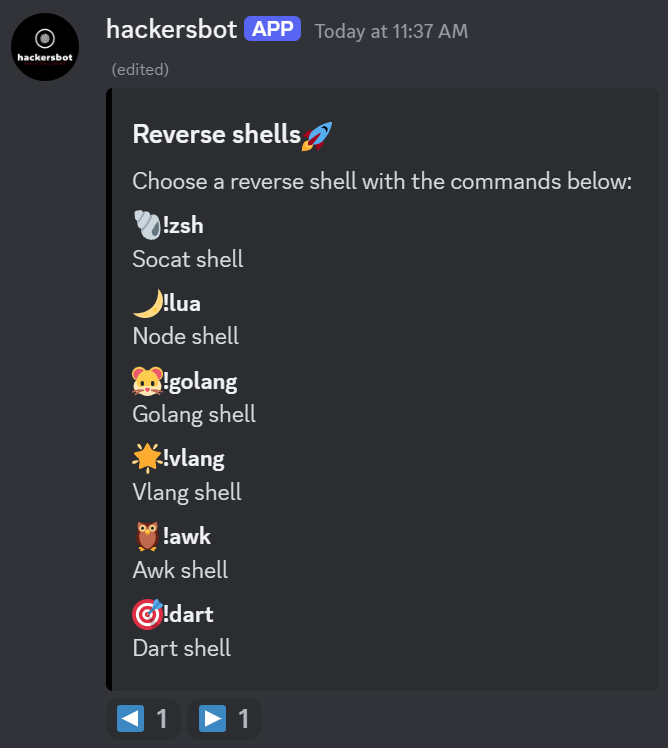 hackersbot APP Today at 11:37 AM
hackersbot
(edited)
Reverse shells🚀
Choose a reverse shell with the commands below:
🐚!zsh
Socat shell
🌙!lua
Node shell
🐹!golang
Golang shell
🌟!vlang
Vlang shell
🦉!awk
Awk shell
🎯!dart
Dart shell
◀️ 1 ▶️ 1